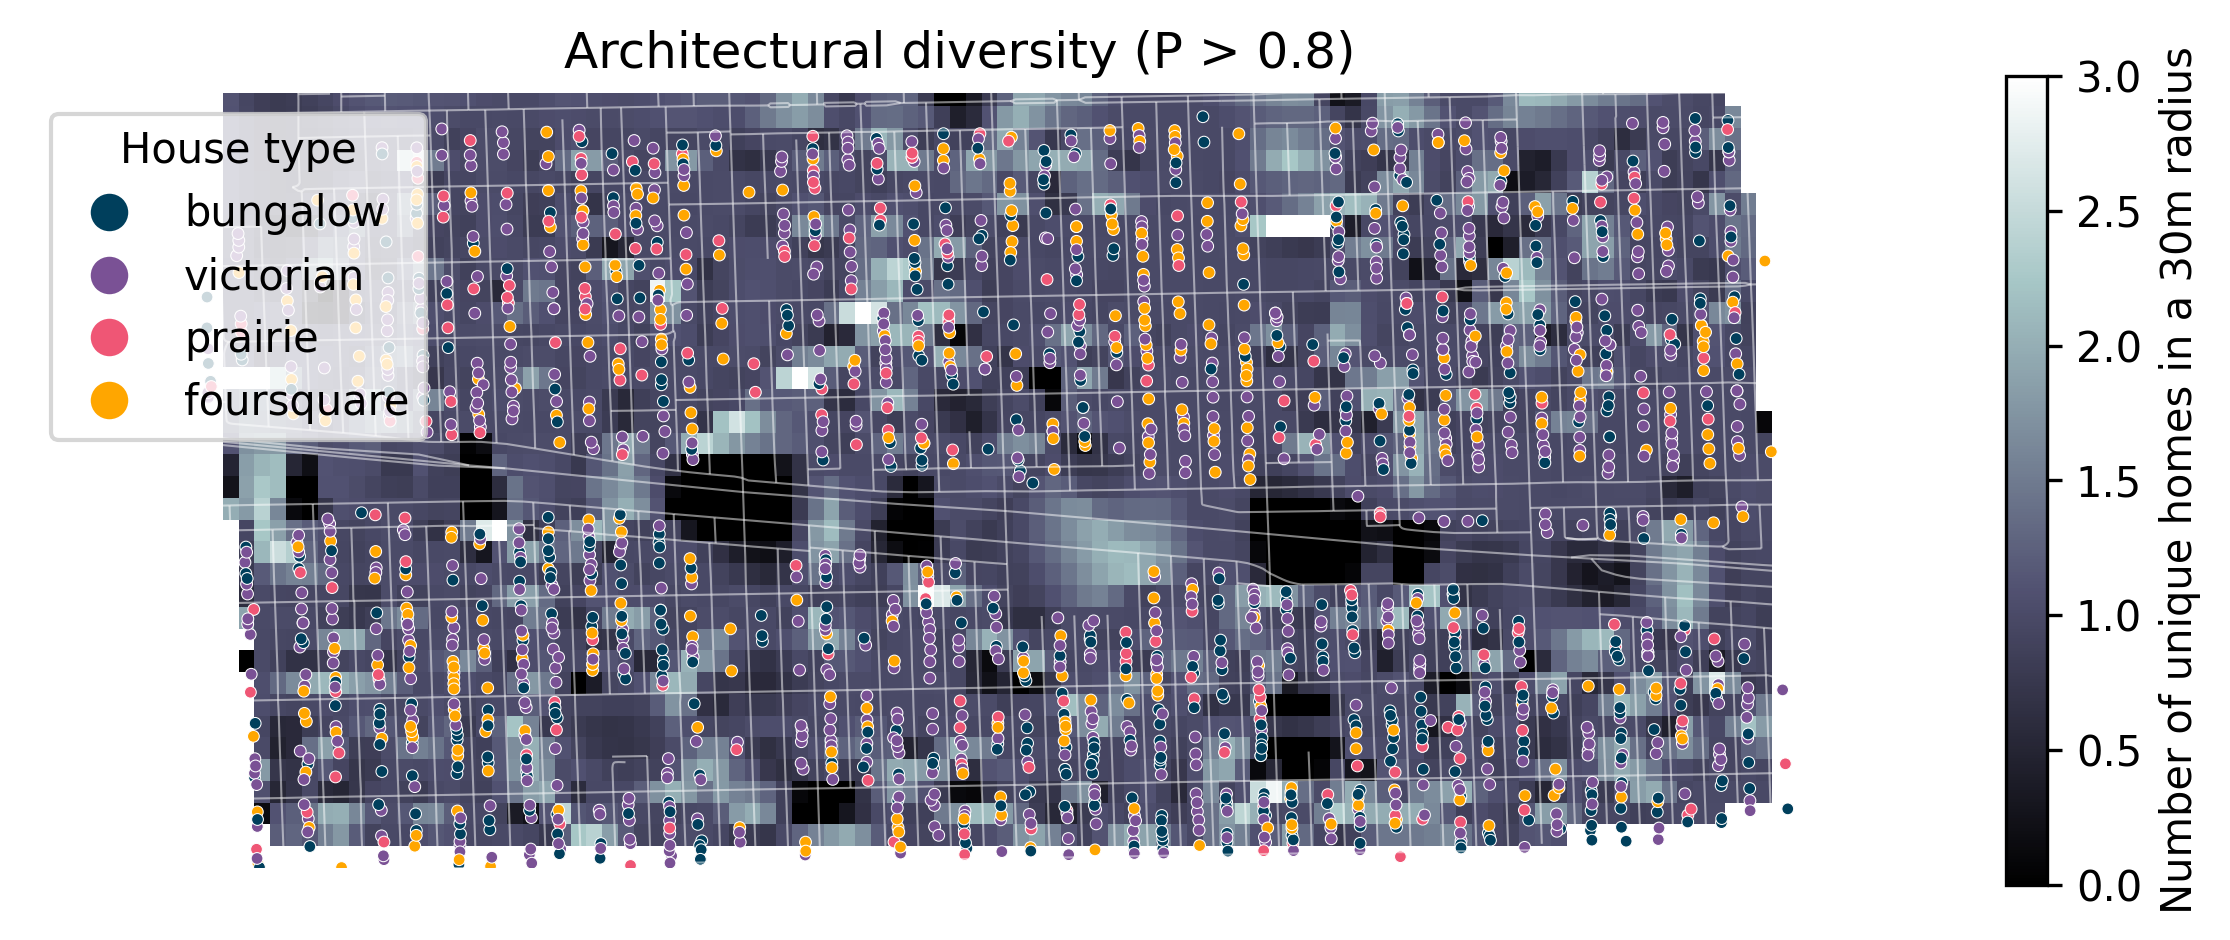 Architectural diversity (P > 0.8)
House type
bungalow
victorian
prairie
foursquare
3.0
2.5
2.0
1.5
1.0
0.5
0.0
Number of unique homes in a 30m radius